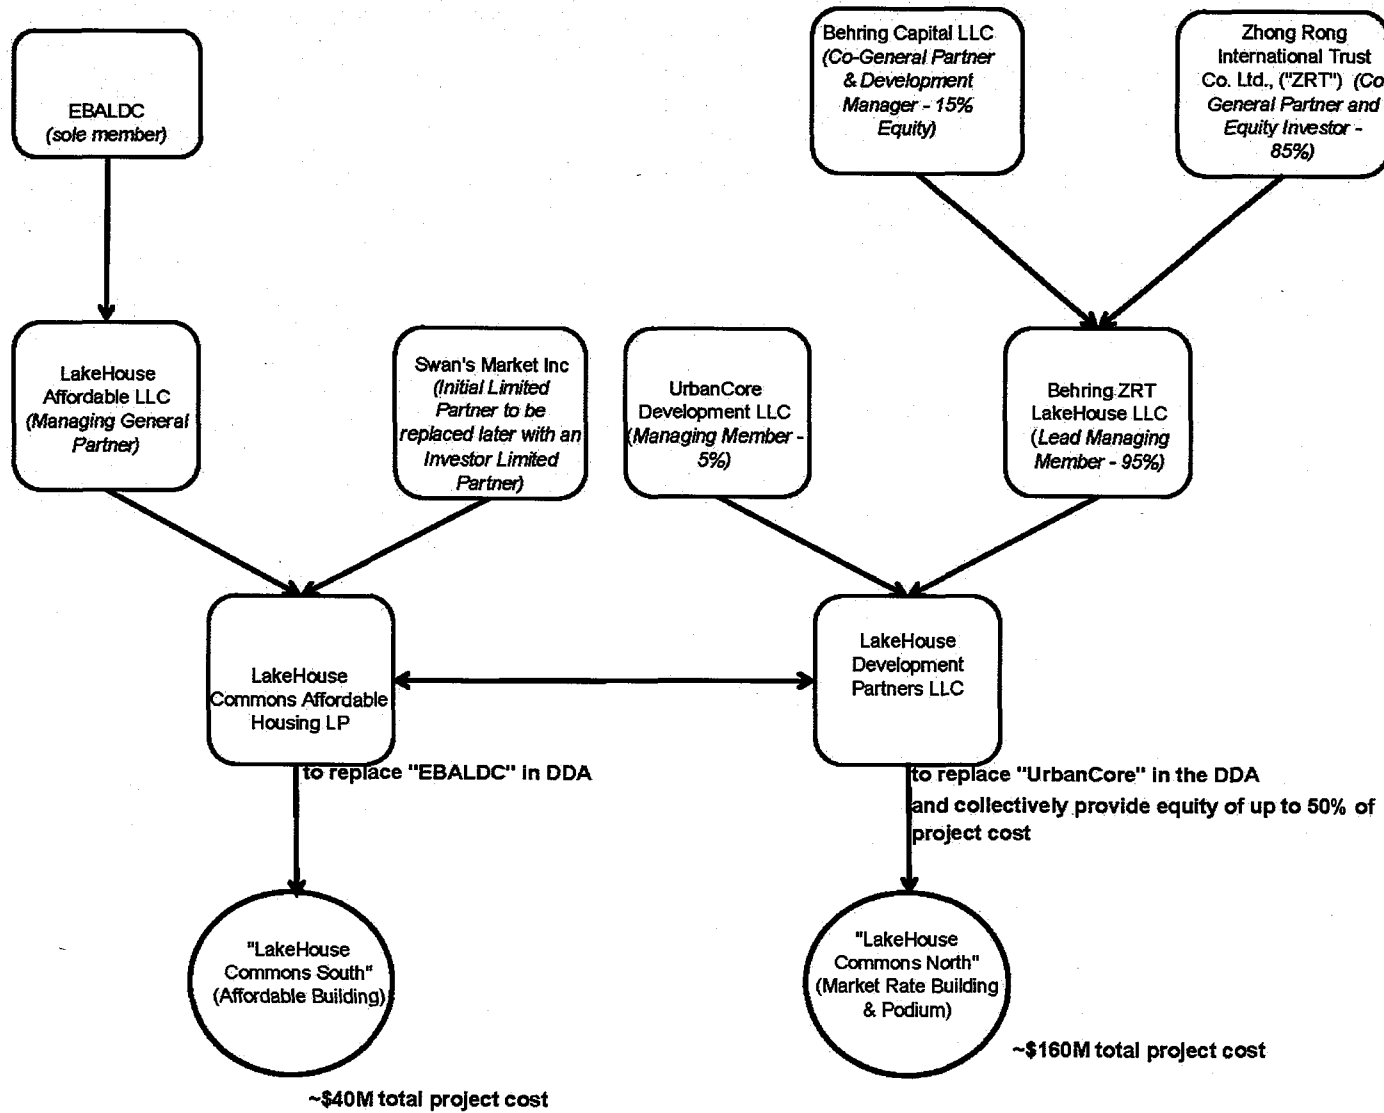 EBALDC
(sole member)
Behring Capital LLC
(Co-General Partner
& Development
Manager - 15%
Equity)
Zhong Rong
International Trust
Co. Ltd., ("ZRT") (Co
General Partner and
Equity Investor -
85%)
LakeHouse
Affordable LLC
(Managing General
Partner)
Swan's Market Inc
(Initial Limited
Partner to be
replaced later with an
Investor Limited
Partner)
UrbanCore
Development LLC
(Managing Member -
5%)
Behring ZRT
LakeHouse LLC
(Lead Managing
Member - 95%)
LakeHouse
Commons Affordable
Housing LP
LakeHouse
Development
Partners LLC
to replace "EBALDC" in DDA
to replace "UrbanCore" in the DDA
and collectively provide equity of up to 50% of
project cost
"LakeHouse
Commons South"
(Affordable Building)
"LakeHouse
Commons North"
(Market Rate Building
& Podium)
~$160M total project cost
~$40M total project cost